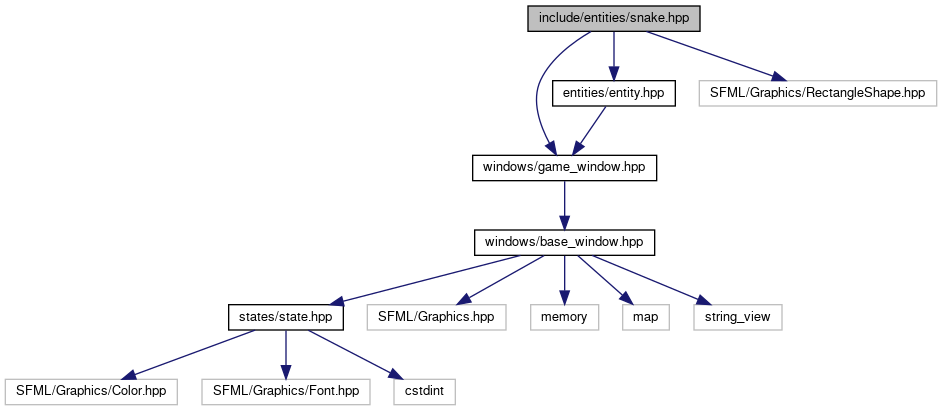 include/entities/snake.hpp
entities/entity.hpp
SFML/Graphics/RectangleShape.hpp
windows/game_window.hpp
windows/base_window.hpp
states/state.hpp
SFML/Graphics.hpp
memory
map
string_view
SFML/Graphics/Color.hpp
SFML/Graphics/Font.hpp
cstdint